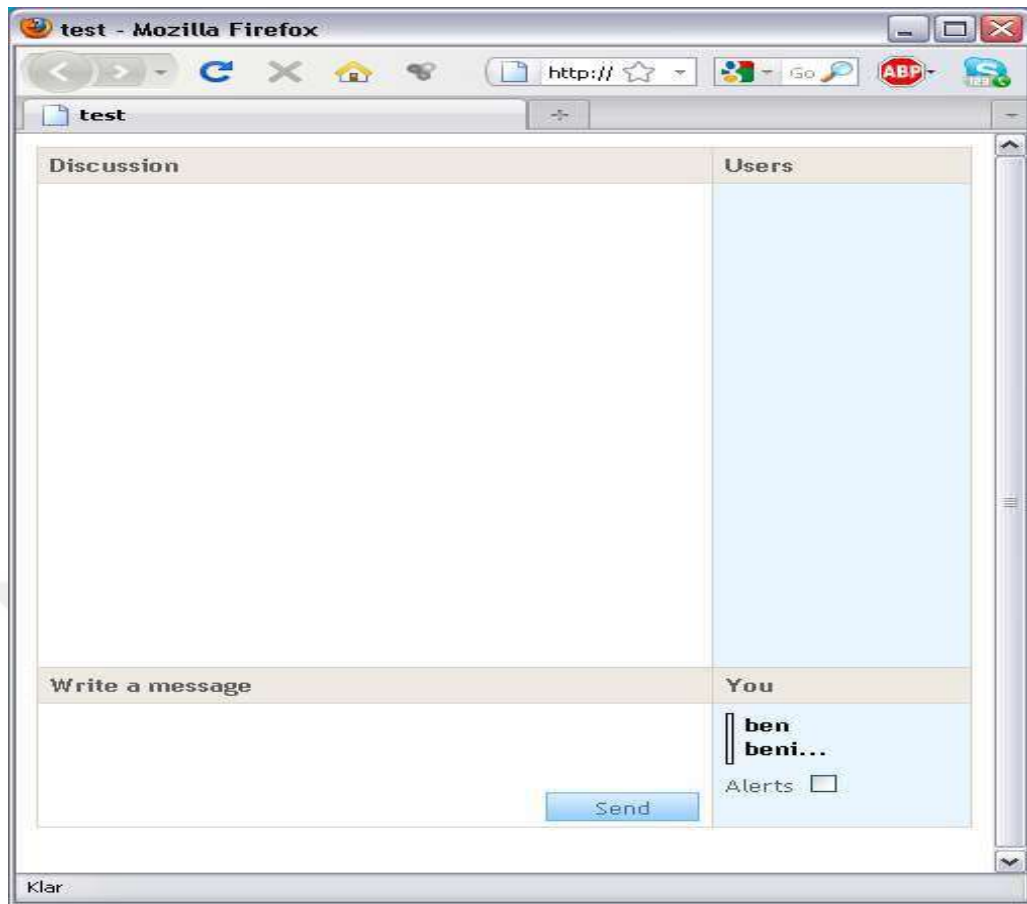 test - Mozilla Firefox
http:// Go ABP
test
Discussion Users
Write a message You
ben
beni...
Alerts
Send
Klar